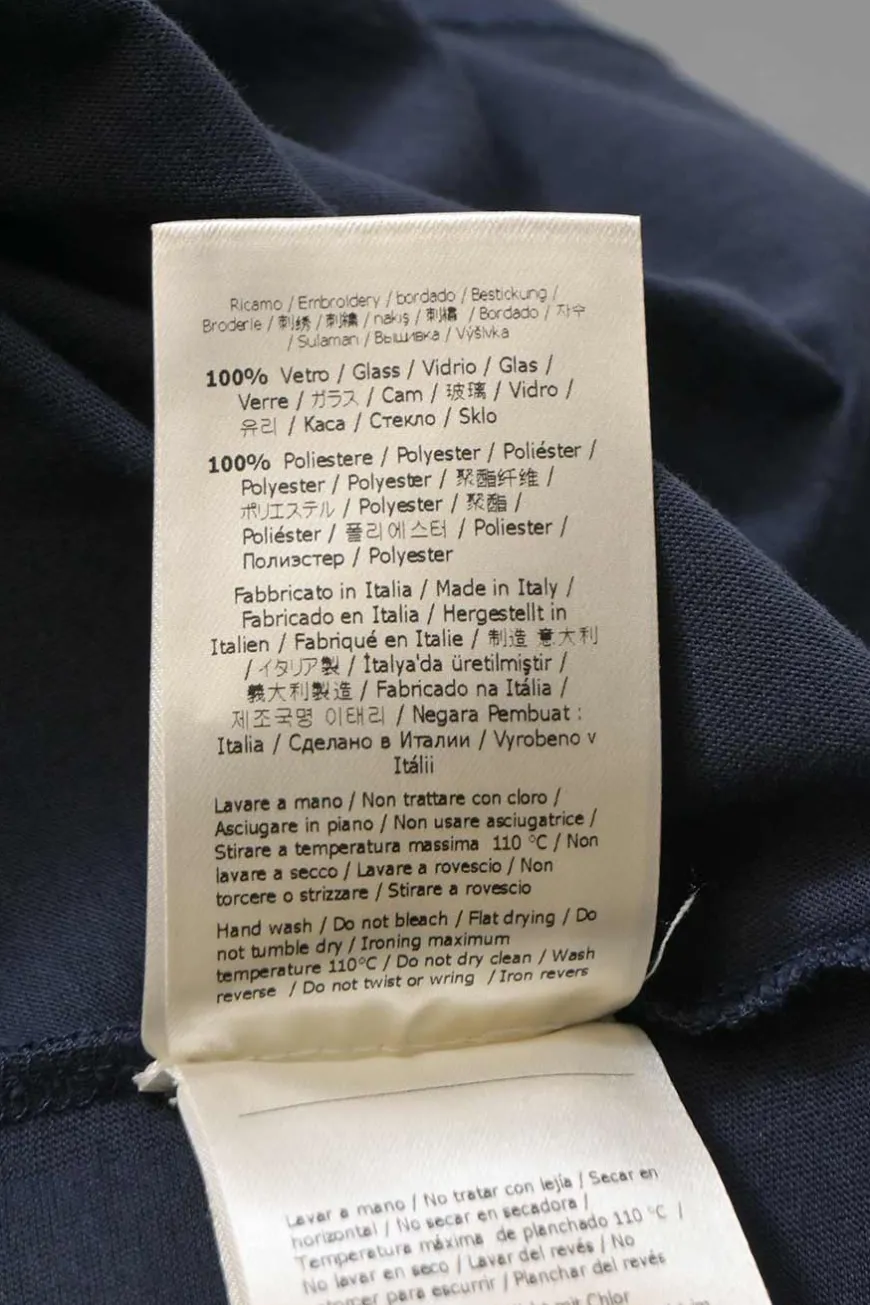 Ricamo / Embroidery / bordado / Bestickung /
Broderie / 刺绣 / 刺繍 / nakış / 刺繡 / Bordado / 자수
/ Sulaman / Вышивка / Výšivka
100% Vetro / Glass / Vidrio / Glas /
Verre / ガラス / Cam / 玻璃 / Vidro /
유리 / Kaca / Стекло / Sklo
100% Poliestere / Polyester / Poliéster /
Polyester / Polyester / 聚酯纤维 /
ポリエステル / Polyester / 聚酯 /
Poliéster / 폴리에스터 / Poliester /
Полиэстер / Polyester
Fabbricato in Italia / Made in Italy /
Fabricado en Italia / Hergestellt in
Italien / Fabriqué en Italie / 制造 意大利
/ イタリア製 / İtalya'da üretilmiştir /
義大利製造 / Fabricado na Itália /
제조국명 이태리 / Negara Pembuat :
Italia / Сделано в Италии / Vyrobeno v
Itálii
Lavare a mano / Non trattare con cloro /
Asciugare in piano / Non usare asciugatrice /
Stirare a temperatura massima 110 °C / Non
lavare a secco / Lavare a rovescio / Non
torcere o strizzare / Stirare a rovescio
Hand wash / Do not bleach / Flat drying / Do
not tumble dry / Ironing maximum
temperature 110°C / Do not dry clean / Wash
reverse / Do not twist or wring / Iron revers
Lavar a mano / No tratar con lejía / Secar en
horizontal / No secar en secadora /
Temperatura máxima de planchado 110 °C /
No lavar en seco / Lavar del revés / No
para escurrir / Planchar del revés
mit Chlor